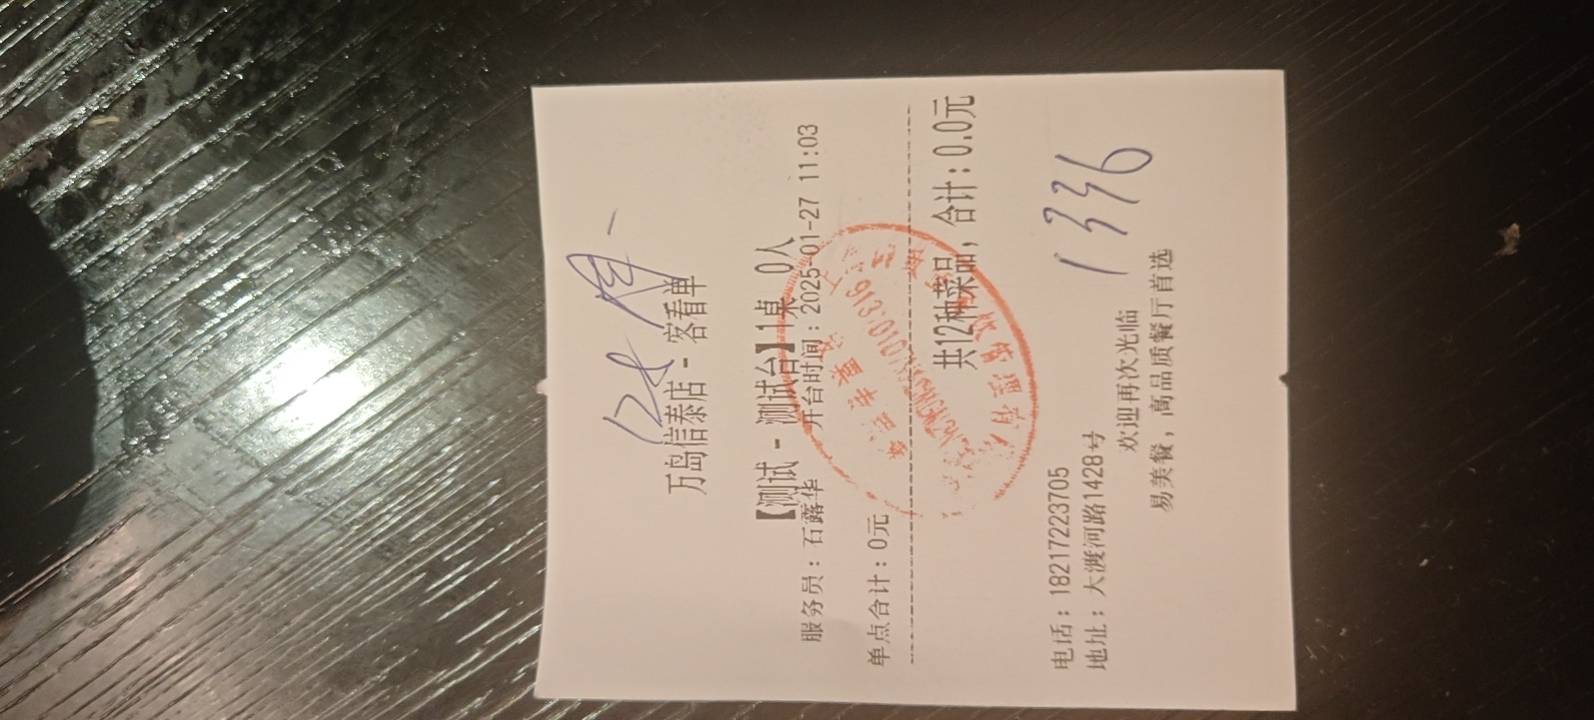 万岛信泰店 - 客看单
【测试 - 测试台】1桌 0人
服务员：石蕗华 开台时间：2025-01-27 11:03
单点合计：0元
共12种菜品，合计：0.0元
1336
电话：18217223705
地址：大渡河路1428号
欢迎再次光临
易美餐，高品质餐厅首选